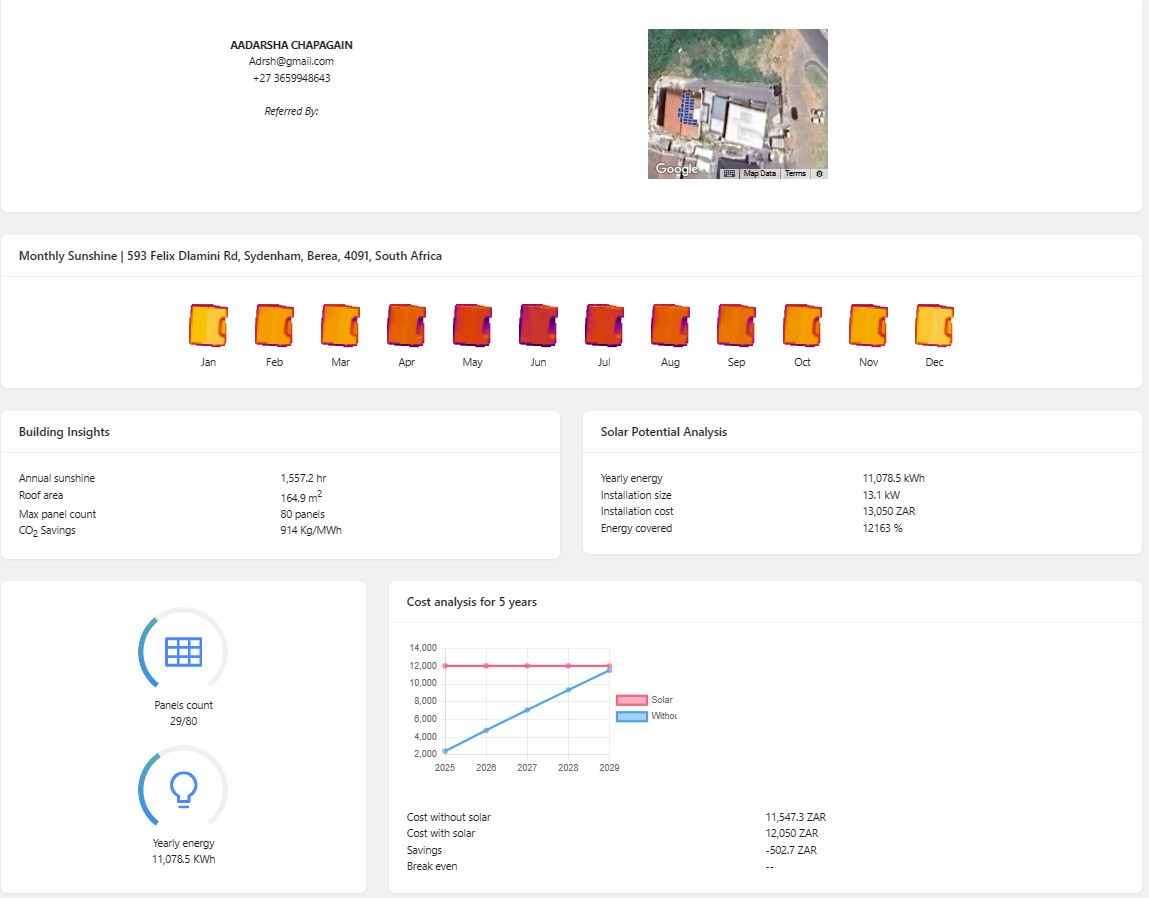 AADARSHA CHAPAGAIN
Adrsh@gmail.com
+27 3659948643
Referred By:
Google
Map Data
Terms
Monthly Sunshine | 593 Felix Dlamini Rd, Sydenham, Berea, 4091, South Africa
Jan Feb Mar Apr May Jun Jul Aug Sep Oct Nov Dec
Building Insights
Annual sunshine 1,557.2 hr
Roof area 164.9 m2
Max panel count 80 panels
CO2 Savings 914 Kg/MWh
Solar Potential Analysis
Yearly energy 11,078.5 kWh
Installation size 13.1 kW
Installation cost 13,050 ZAR
Energy covered 12163 %
Panels count
29/80
Yearly energy
11,078.5 KWh
Cost analysis for 5 years
14,000
12,000
10,000
8,000
6,000
4,000
2,000
2025 2026 2027 2028 2029
Solar
Withou
Cost without solar 11,547.3 ZAR
Cost with solar 12,050 ZAR
Savings -502.7 ZAR
Break even --